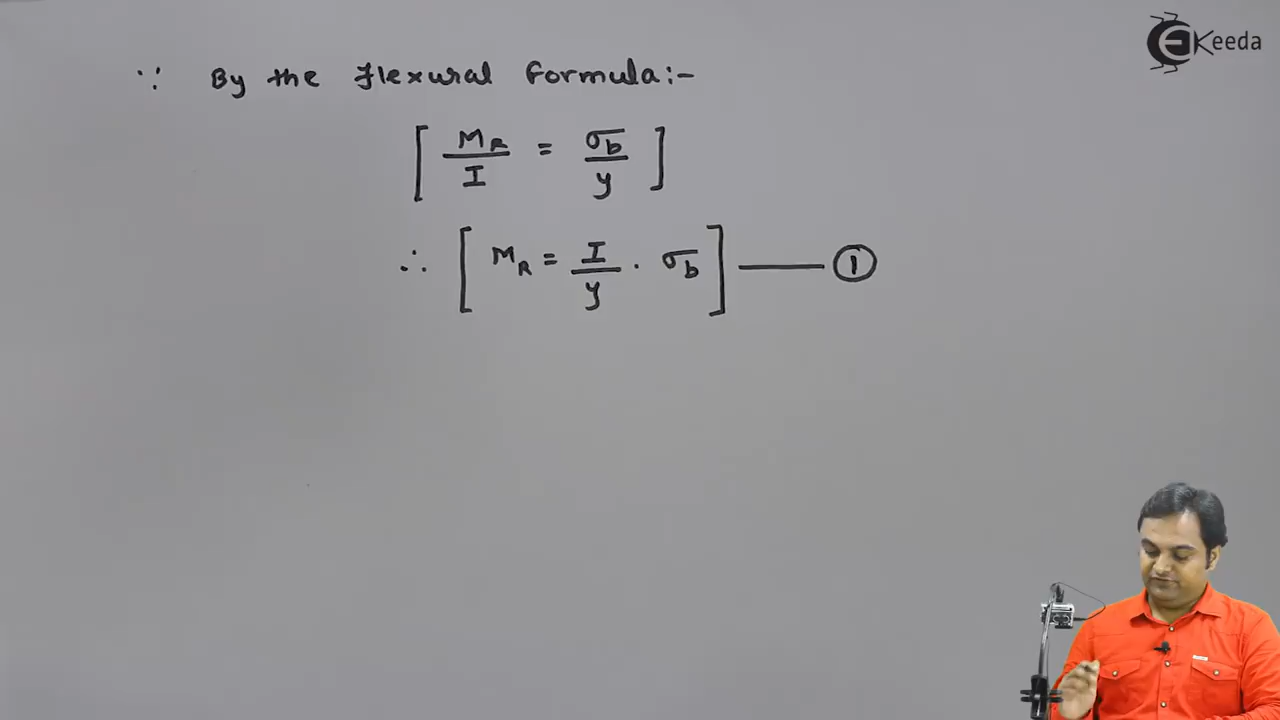 EKeeda
∵ By the flexural formula:-
[ M_R / I = σ_b / y ]
∴ [ M_R = I / y . σ_b ] —— ①